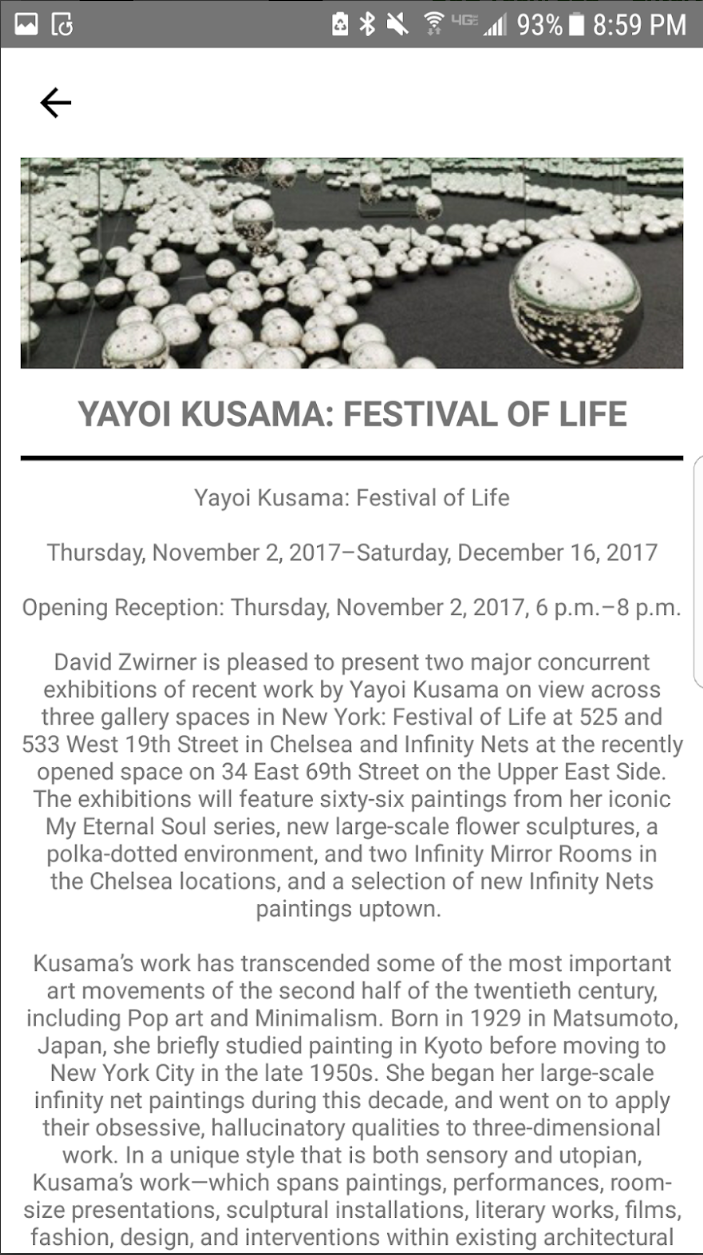 4GE 93% 8:59 PM
YAYOI KUSAMA: FESTIVAL OF LIFE
Yayoi Kusama: Festival of Life
Thursday, November 2, 2017–Saturday, December 16, 2017
Opening Reception: Thursday, November 2, 2017, 6 p.m.–8 p.m.
David Zwirner is pleased to present two major concurrent
exhibitions of recent work by Yayoi Kusama on view across
three gallery spaces in New York: Festival of Life at 525 and
533 West 19th Street in Chelsea and Infinity Nets at the recently
opened space on 34 East 69th Street on the Upper East Side.
The exhibitions will feature sixty-six paintings from her iconic
My Eternal Soul series, new large-scale flower sculptures, a
polka-dotted environment, and two Infinity Mirror Rooms in
the Chelsea locations, and a selection of new Infinity Nets
paintings uptown.
Kusama’s work has transcended some of the most important
art movements of the second half of the twentieth century,
including Pop art and Minimalism. Born in 1929 in Matsumoto,
Japan, she briefly studied painting in Kyoto before moving to
New York City in the late 1950s. She began her large-scale
infinity net paintings during this decade, and went on to apply
their obsessive, hallucinatory qualities to three-dimensional
work. In a unique style that is both sensory and utopian,
Kusama’s work—which spans paintings, performances, room-
size presentations, sculptural installations, literary works, films,
fashion, design, and interventions within existing architectural